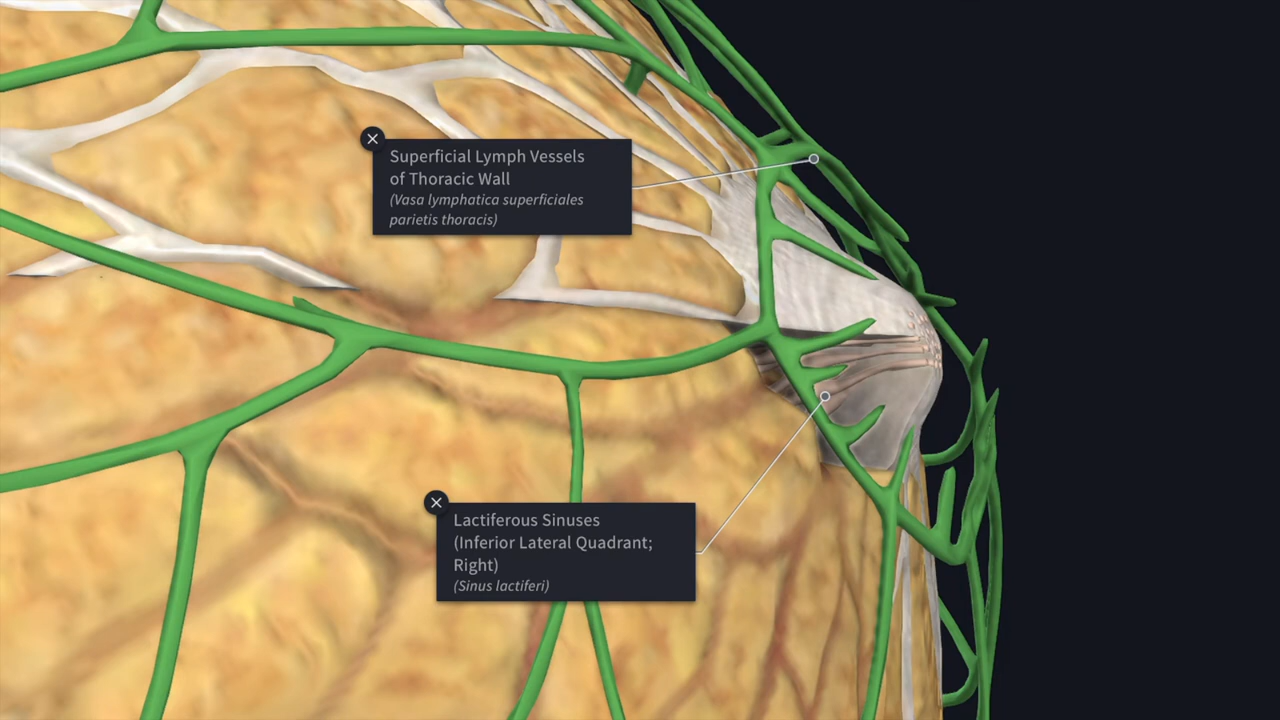 Superficial Lymph Vessels
of Thoracic Wall
(Vasa lymphatica superficiales
parietis thoracis)
Lactiferous Sinuses
(Inferior Lateral Quadrant;
Right)
(Sinus lactiferi)